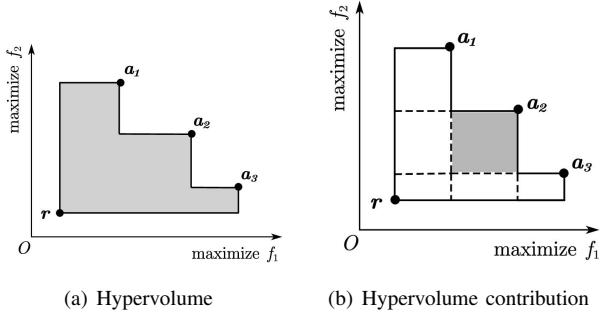 maximize f₂
a₁
a₂
a₃
r
O
maximize f₁
(a) Hypervolume
maximize f₂
a₁
a₂
a₃
r
O
maximize f₁
(b) Hypervolume contribution